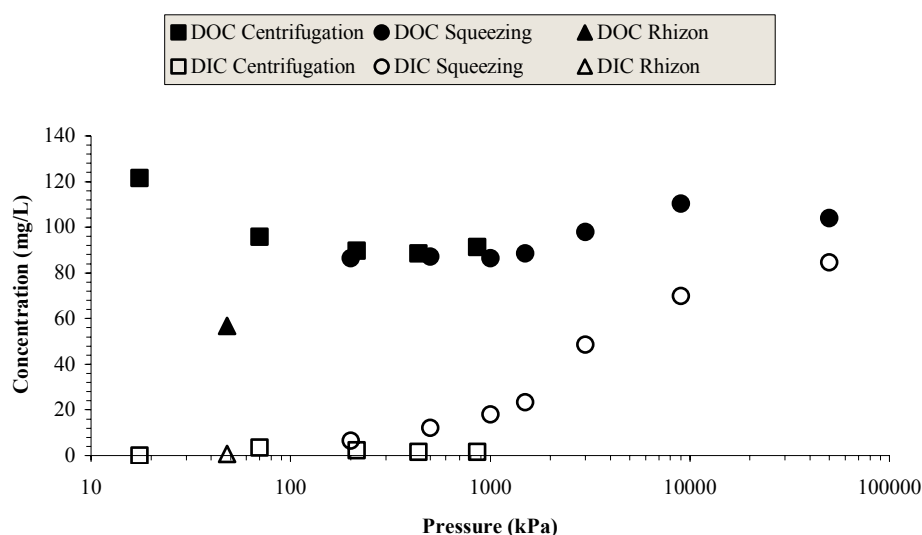 DOC Centrifugation DOC Squeezing DOC Rhizon
DIC Centrifugation DIC Squeezing DIC Rhizon
140
120
100
80
60
40
20
0
Concentration (mg/L)
10 100 1000 10000 100000
Pressure (kPa)